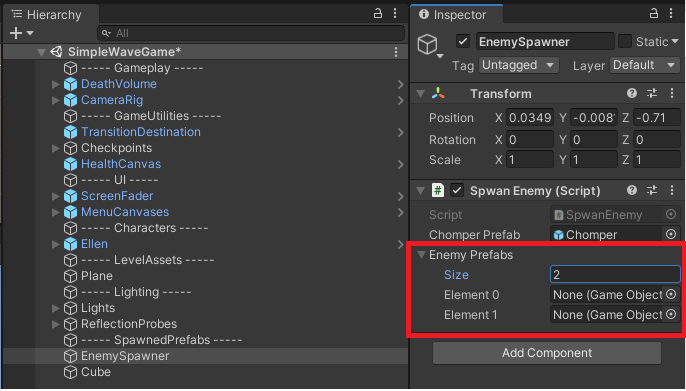 Hierarchy
All
SimpleWaveGame*
----- Gameplay -----
DeathVolume
CameraRig
----- GameUtilities -----
TransitionDestination
Checkpoints
HealthCanvas
----- UI -----
ScreenFader
MenuCanvases
----- Characters -----
Ellen
----- LevelAssets -----
Plane
----- Lighting -----
Lights
ReflectionProbes
----- SpawnedPrefabs -----
EnemySpawner
Cube
Inspector
EnemySpawner Static
Tag Untagged Layer Default
Transform
Position X 0.0349 Y -0.008 Z -0.71
Rotation X 0 Y 0 Z 0
Scale X 1 Y 1 Z 1
# Spwan Enemy (Script)
Script # SpwanEnemy
Chomper Prefab Chomper
Enemy Prefabs
Size 2
Element 0 None (Game Object
Element 1 None (Game Object
Add Component